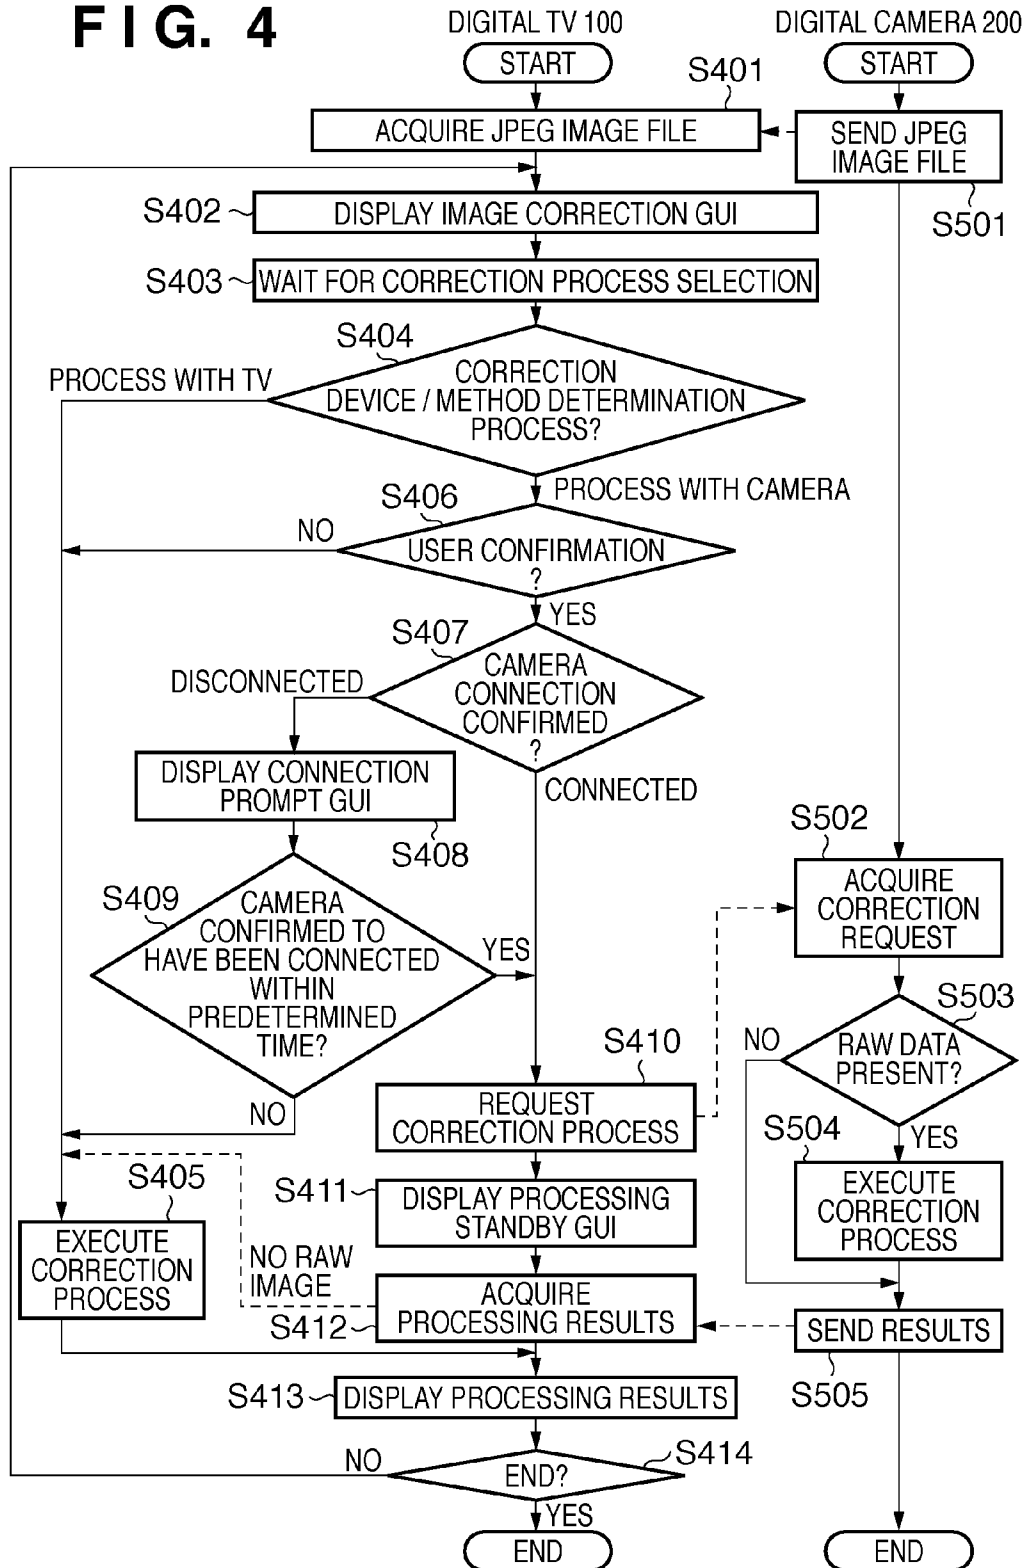 FIG. 4
DIGITAL TV 100
DIGITAL CAMERA 200
START
START
S401
ACQUIRE JPEG IMAGE FILE
SEND JPEG
IMAGE FILE
S501
S402
DISPLAY IMAGE CORRECTION GUI
S403
WAIT FOR CORRECTION PROCESS SELECTION
S404
PROCESS WITH TV
CORRECTION
DEVICE / METHOD DETERMINATION
PROCESS?
PROCESS WITH CAMERA
S406
NO
USER CONFIRMATION
?
YES
S407
DISCONNECTED
CAMERA
CONNECTION
CONFIRMED
?
CONNECTED
DISPLAY CONNECTION
PROMPT GUI
S408
S409
CAMERA
CONFIRMED TO
HAVE BEEN CONNECTED
WITHIN
PREDETERMINED
TIME?
YES
NO
S502
ACQUIRE
CORRECTION
REQUEST
S503
NO
RAW DATA
PRESENT?
YES
S410
REQUEST
CORRECTION PROCESS
S504
EXECUTE
CORRECTION
PROCESS
S405
EXECUTE
CORRECTION
PROCESS
S411
DISPLAY PROCESSING
STANDBY GUI
NO RAW
IMAGE
S412
ACQUIRE
PROCESSING RESULTS
SEND RESULTS
S505
S413
DISPLAY PROCESSING RESULTS
S414
NO
END?
YES
END
END